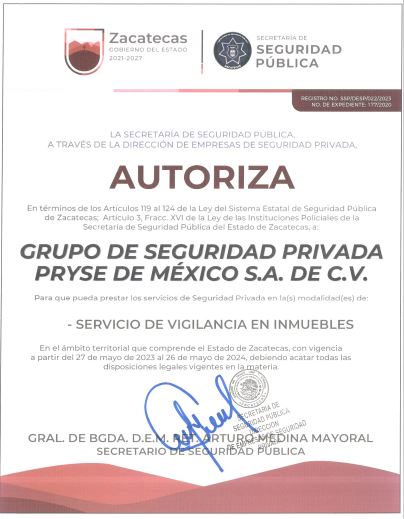 Zacatecas
GOBIERNO DEL ESTADO
2021-2027
SECRETARÍA DE
SEGURIDAD
PÚBLICA
REGISTRO NO. SSP/DESP/022/2023
NO. DE EXPEDIENTE: 177/2020
LA SECRETARÍA DE SEGURIDAD PÚBLICA,
A TRAVÉS DE LA DIRECCIÓN DE EMPRESAS DE SEGURIDAD PRIVADA,
AUTORIZA
En términos de los Artículos 119 al 124 de la Ley del Sistema Estatal de Seguridad Pública
de Zacatecas; Artículo 3, Fracc. XVI de la Ley de las Instituciones Policiales de la
Secretaría de Seguridad Pública del Estado de Zacatecas, a:
GRUPO DE SEGURIDAD PRIVADA
PRYSE DE MÉXICO S.A. DE C.V.
Para que pueda prestar los servicios de Seguridad Privada en la(s) modalidad(es) de:
- SERVICIO DE VIGILANCIA EN INMUEBLES
En el ámbito territorial que comprende el Estado de Zacatecas, con vigencia
a partir del 27 de mayo de 2023 al 26 de mayo de 2024, debiendo acatar todas las
disposiciones legales vigentes en la materia.
SECRETARÍA DE
SEGURIDAD PÚBLICA
DIRECCIÓN
DE EMPRESAS DE SEGURIDAD
PRIVADA
GRAL. DE BGDA. D.E.M. RET. ARTURO MEDINA MAYORAL
SECRETARIO DE SEGURIDAD PÚBLICA